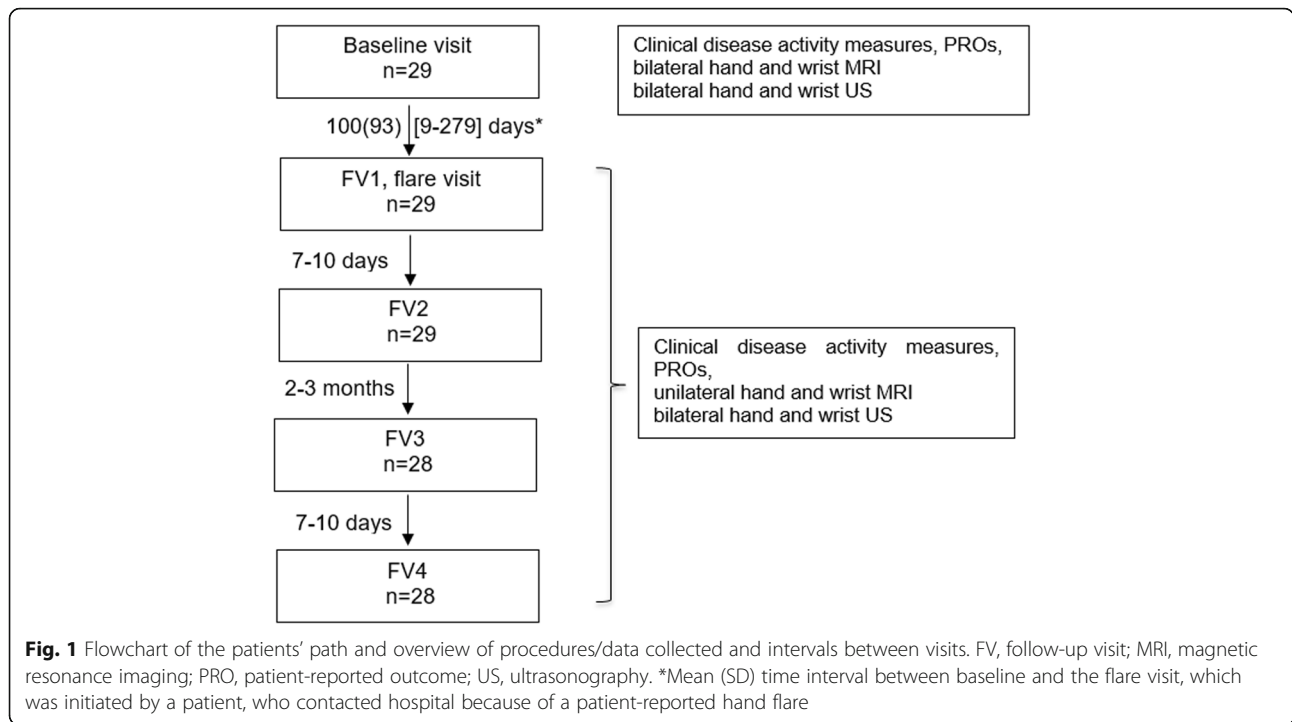 Baseline visit
n=29
Clinical disease activity measures, PROs,
bilateral hand and wrist MRI
bilateral hand and wrist US
100(93) [9-279] days*
FV1, flare visit
n=29
7-10 days
FV2
n=29
Clinical disease activity measures,
PROs,
unilateral hand and wrist MRI
bilateral hand and wrist US
2-3 months
FV3
n=28
7-10 days
FV4
n=28
Fig. 1 Flowchart of the patients’ path and overview of procedures/data collected and intervals between visits. FV, follow-up visit; MRI, magnetic
resonance imaging; PRO, patient-reported outcome; US, ultrasonography. *Mean (SD) time interval between baseline and the flare visit, which
was initiated by a patient, who contacted hospital because of a patient-reported hand flare